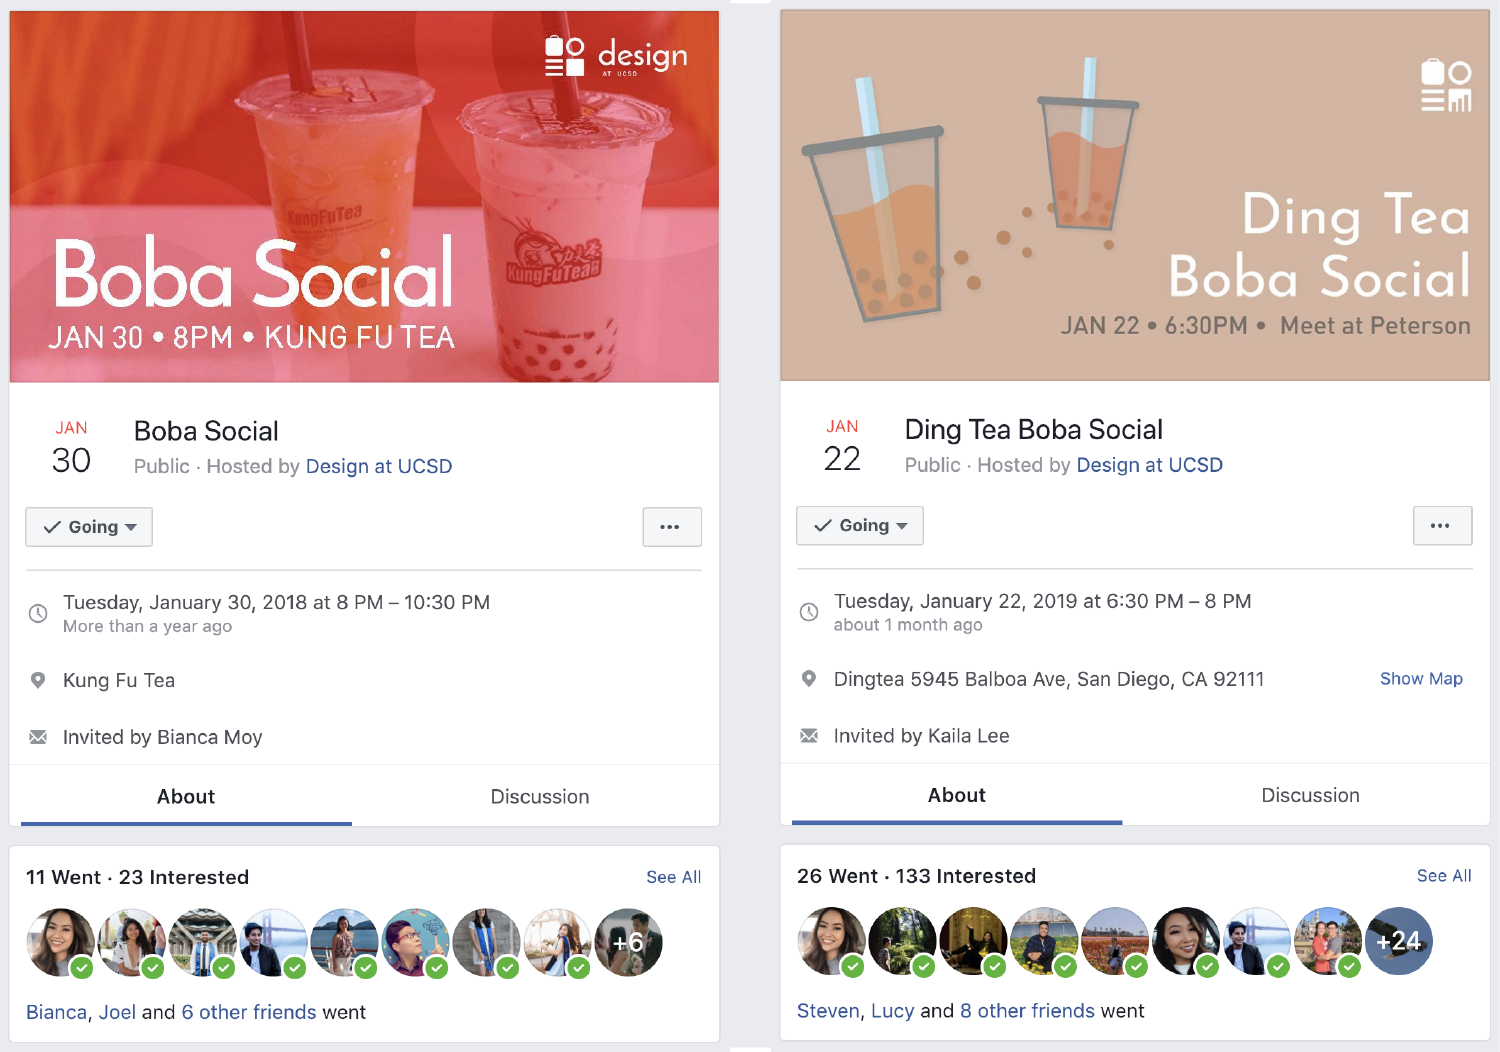 design
AT UCSD
KungFuTea
KungFuTea
Boba Social
JAN 30 • 8PM • KUNG FU TEA
JAN
30
Boba Social
Public · Hosted by Design at UCSD
Going
Tuesday, January 30, 2018 at 8 PM – 10:30 PM
More than a year ago
Kung Fu Tea
Invited by Bianca Moy
About
Discussion
11 Went · 23 Interested
See All
+6
Bianca, Joel and 6 other friends went
Ding Tea
Boba Social
JAN 22 • 6:30PM • Meet at Peterson
JAN
22
Ding Tea Boba Social
Public · Hosted by Design at UCSD
Going
Tuesday, January 22, 2019 at 6:30 PM – 8 PM
about 1 month ago
Dingtea 5945 Balboa Ave, San Diego, CA 92111
Show Map
Invited by Kaila Lee
About
Discussion
26 Went · 133 Interested
See All
+24
Steven, Lucy and 8 other friends went